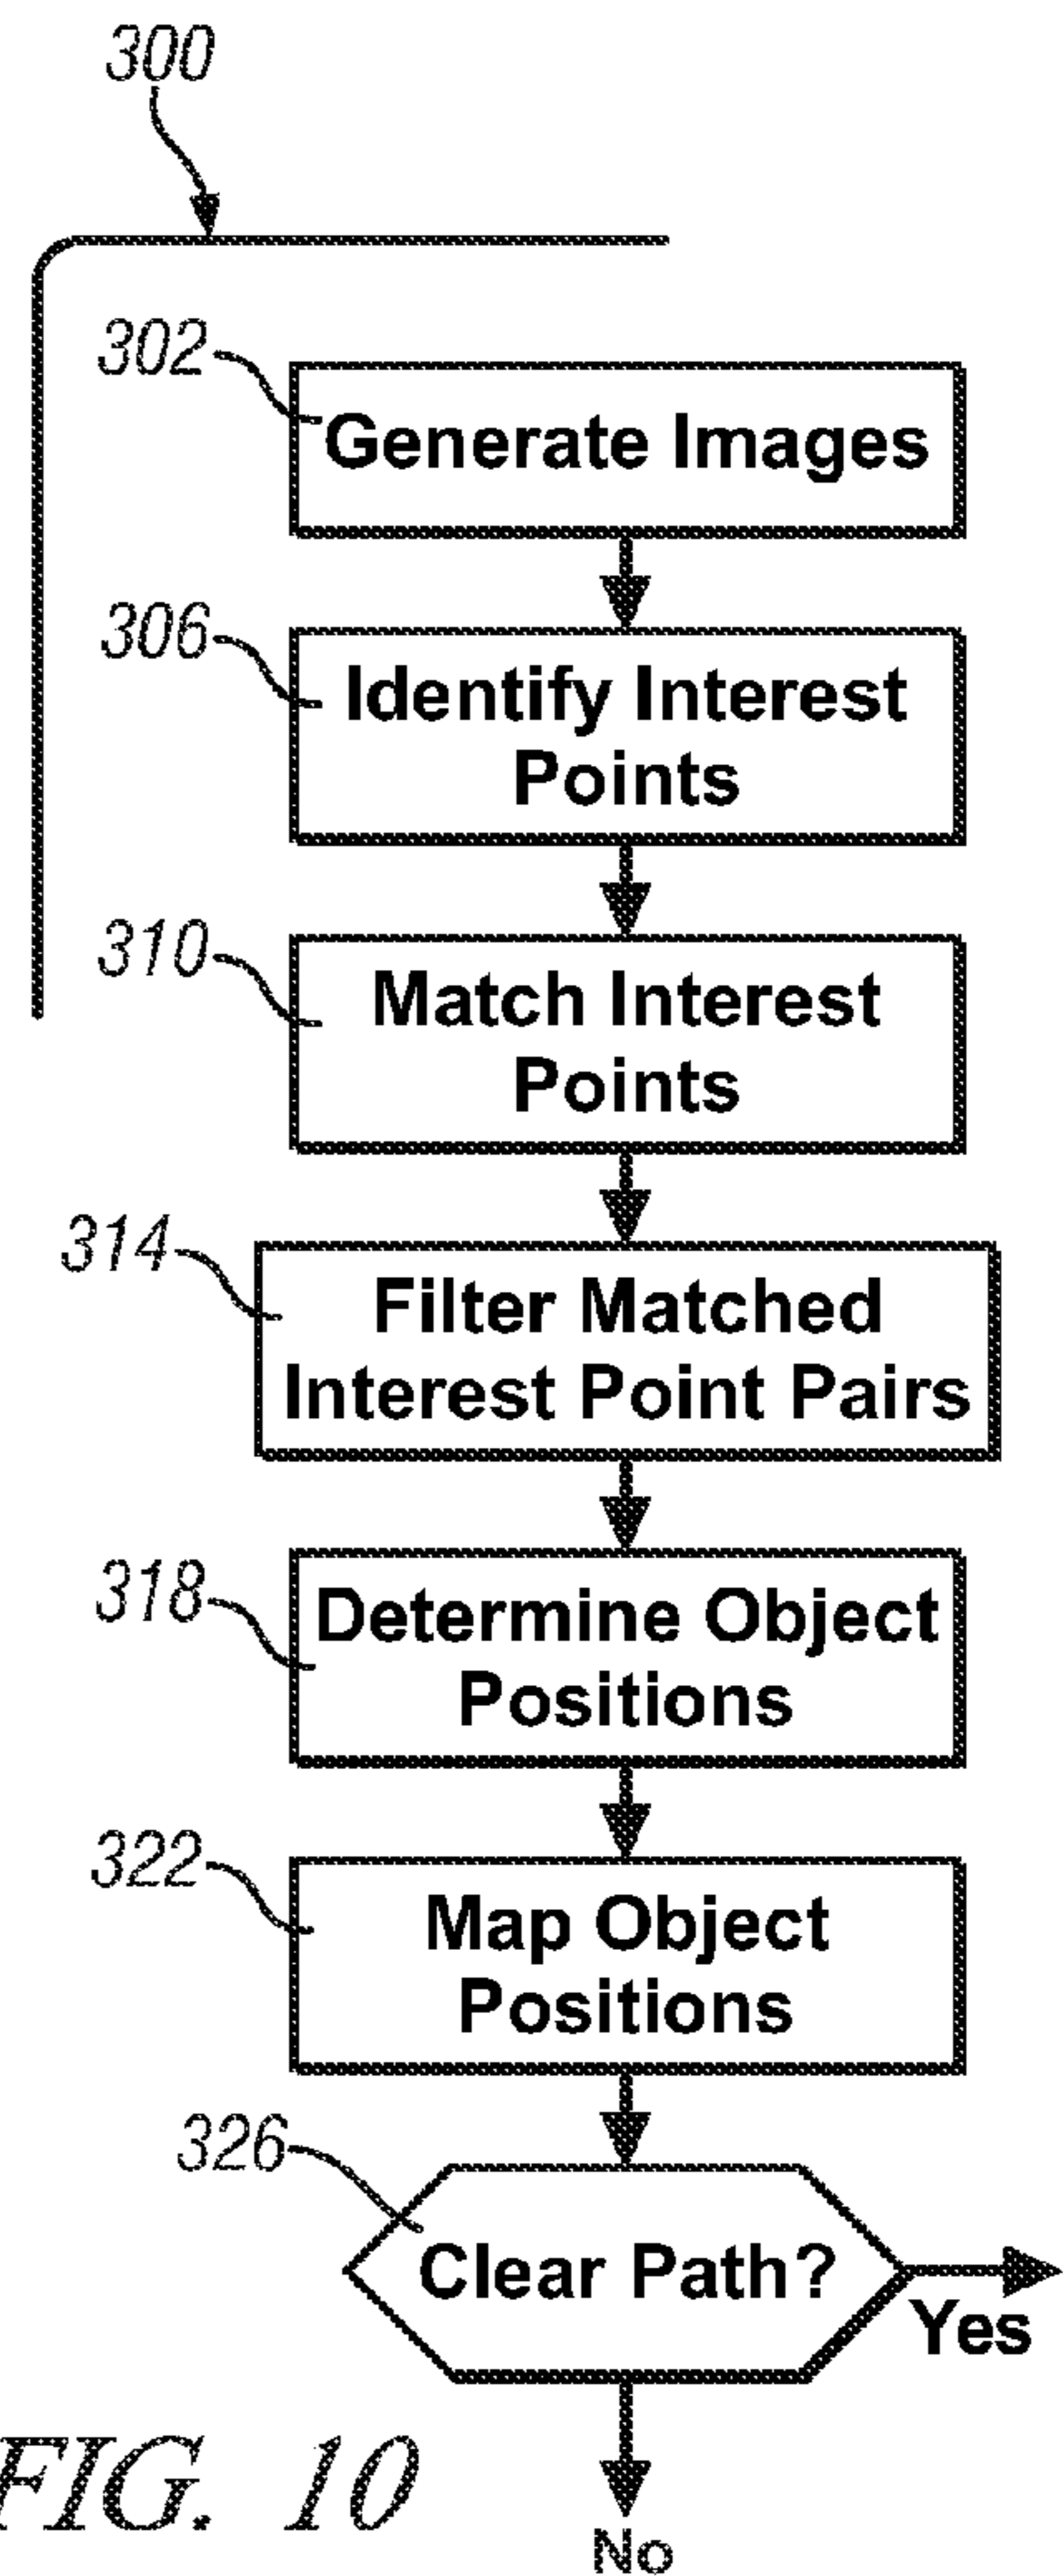 300
302
Generate Images
306
Identify Interest
Points
310
Match Interest
Points
314
Filter Matched
Interest Point Pairs
318
Determine Object
Positions
322
Map Object
Positions
326
Clear Path?
Yes
FIG. 10
No